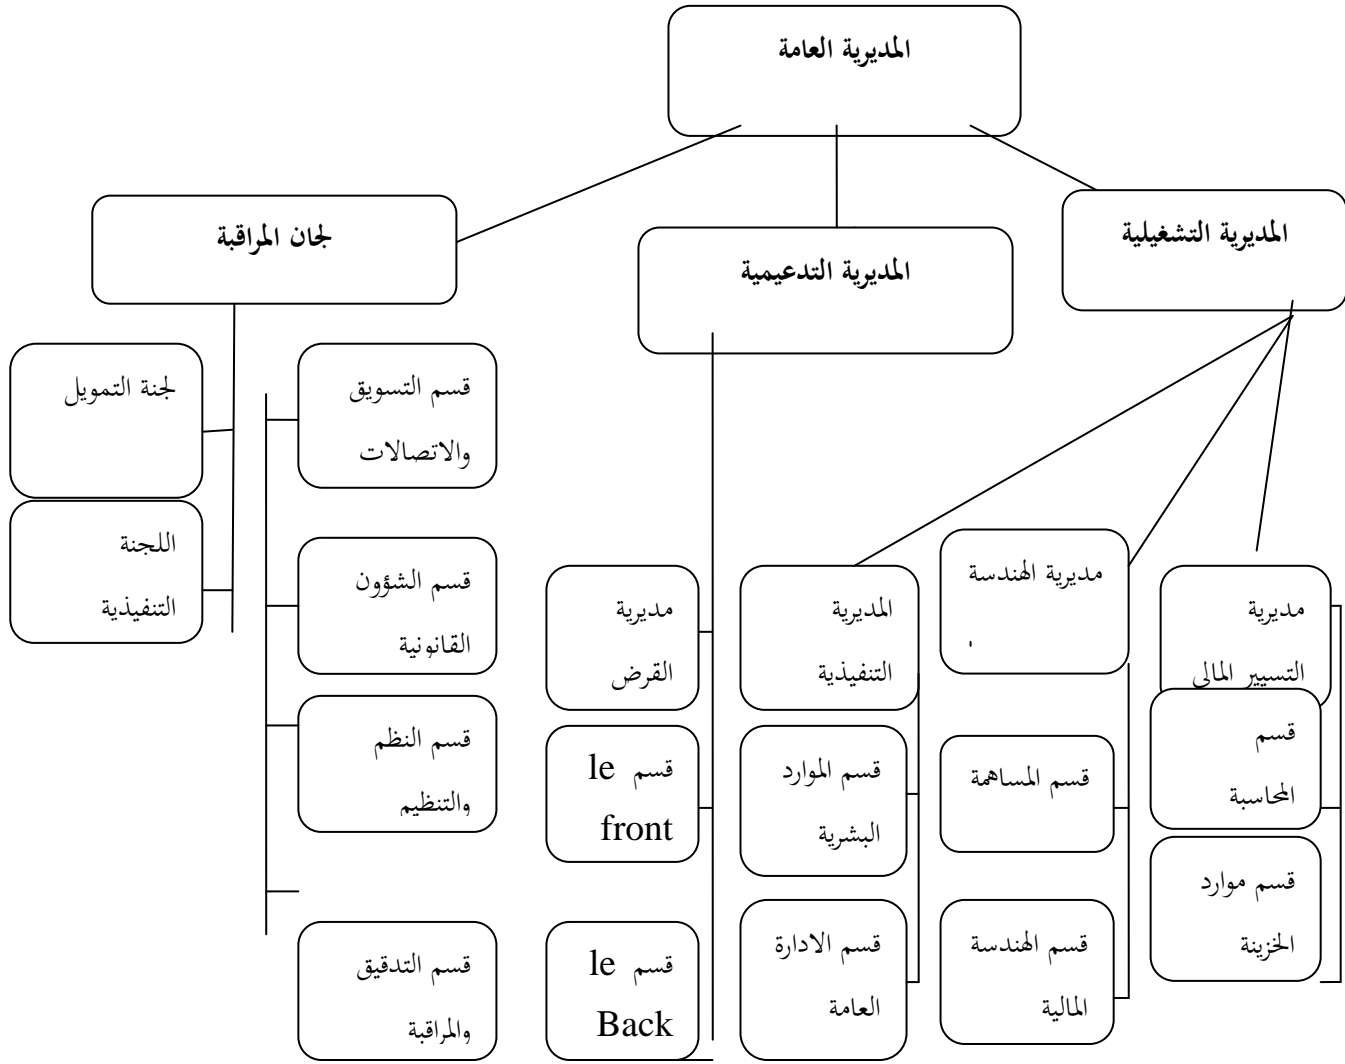 المديرية العامة
المديرية التشغيلية
المديرية التدعيمية
لجان المراقبة
مديرية
التسيير المالي
قسم
المحاسبة
قسم موارد
الخزينة
مديرية الهندسة
قسم المساهمة
قسم الهندسة
المالية
المديرية
التنفيذية
قسم الموارد
البشرية
قسم الادارة
العامة
مديرية
القرض
قسم le
front
قسم le
Back
قسم التسويق
والاتصالات
قسم الشؤون
القانونية
قسم النظم
والتنظيم
قسم التدقيق
والمراقبة
لجنة التمويل
اللجنة
التنفيذية